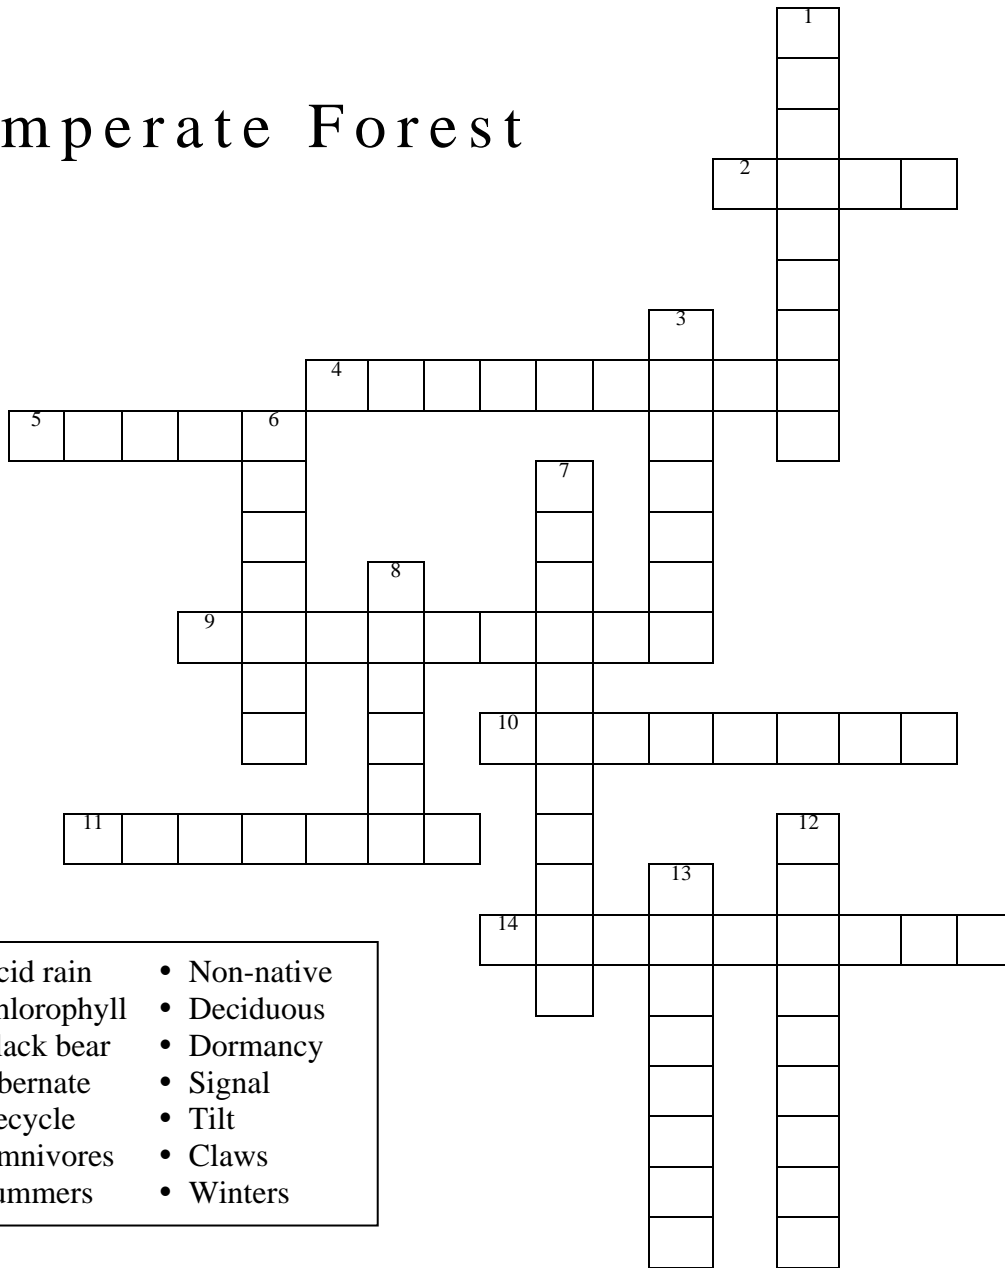 1
mperate Forest
2
3
4
5 6
7
8
9
10
11 12
13
14
cid rain • Non-native
hlorophyll • Deciduous
lack bear • Dormancy
bernate • Signal
ecycle • Tilt
mnivores • Claws
ummers • Winters